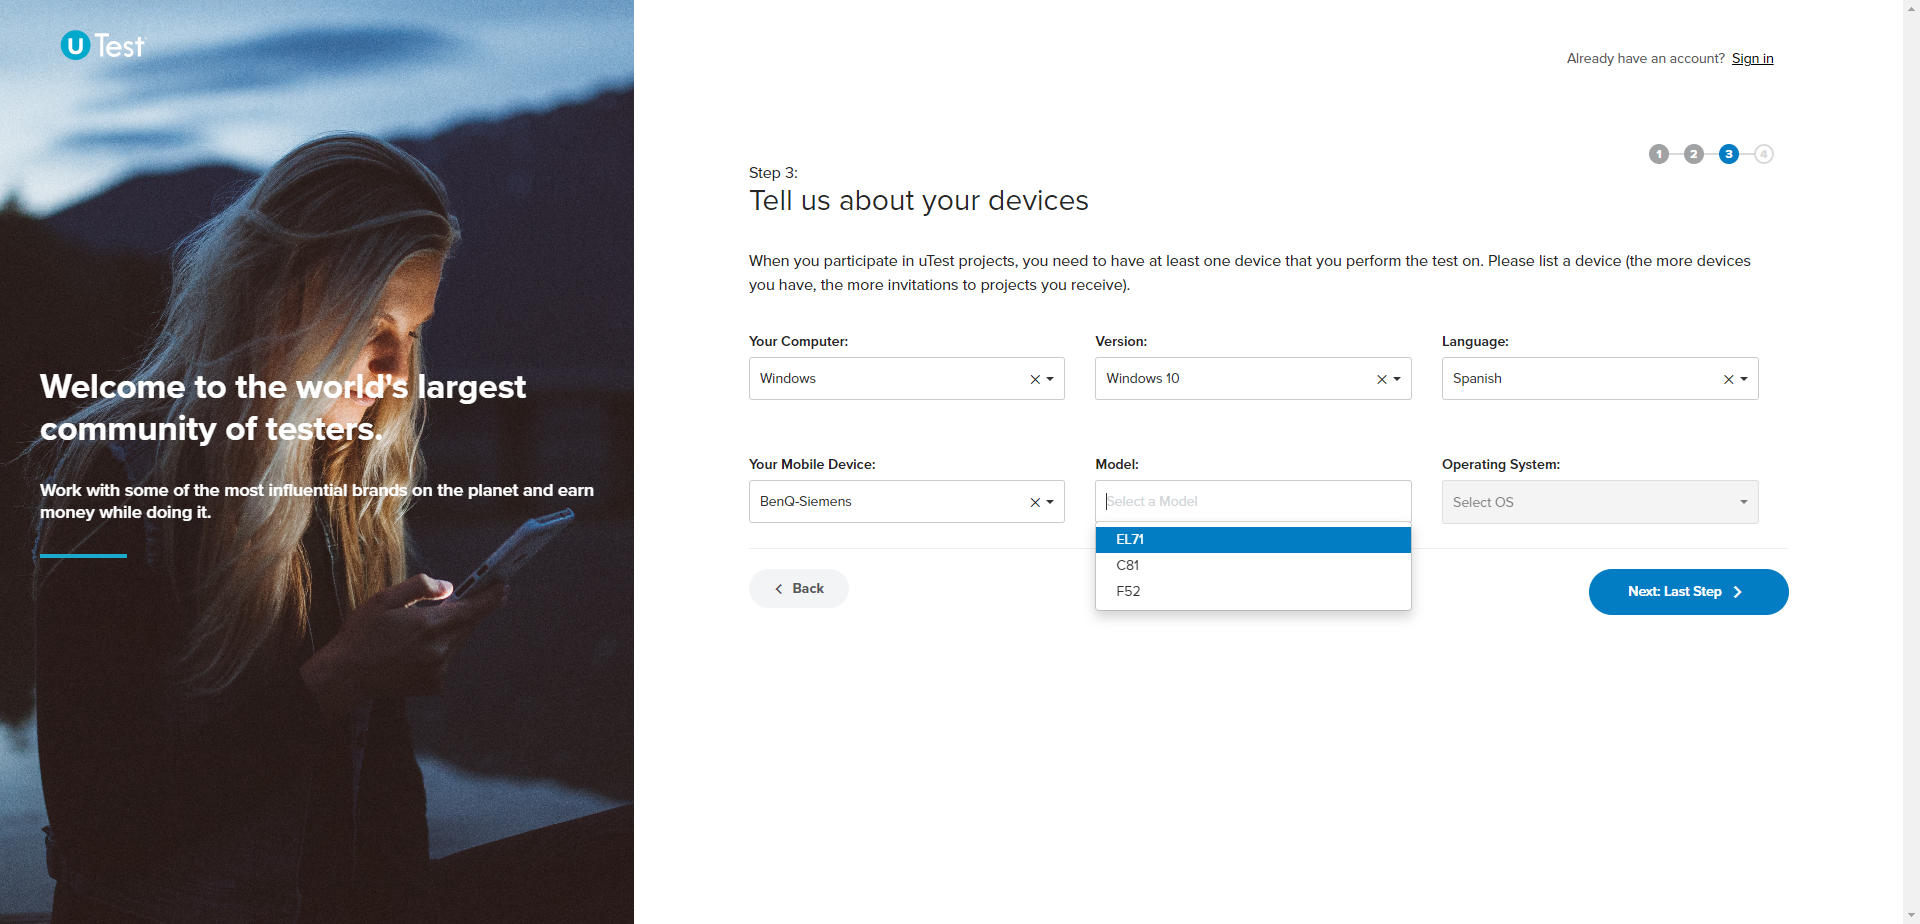 u Test
Already have an account? Sign in
1 2 3 4
Step 3:
Tell us about your devices
When you participate in uTest projects, you need to have at least one device that you perform the test on. Please list a device (the more devices
you have, the more invitations to projects you receive).
Your Computer: Version: Language:
Windows Windows 10 Spanish
Your Mobile Device: Model: Operating System:
BenQ-Siemens Select a Model Select OS
EL71
C81
F52
Back
Next: Last Step
Welcome to the world's largest
community of testers.
Work with some of the most influential brands on the planet and earn
money while doing it.